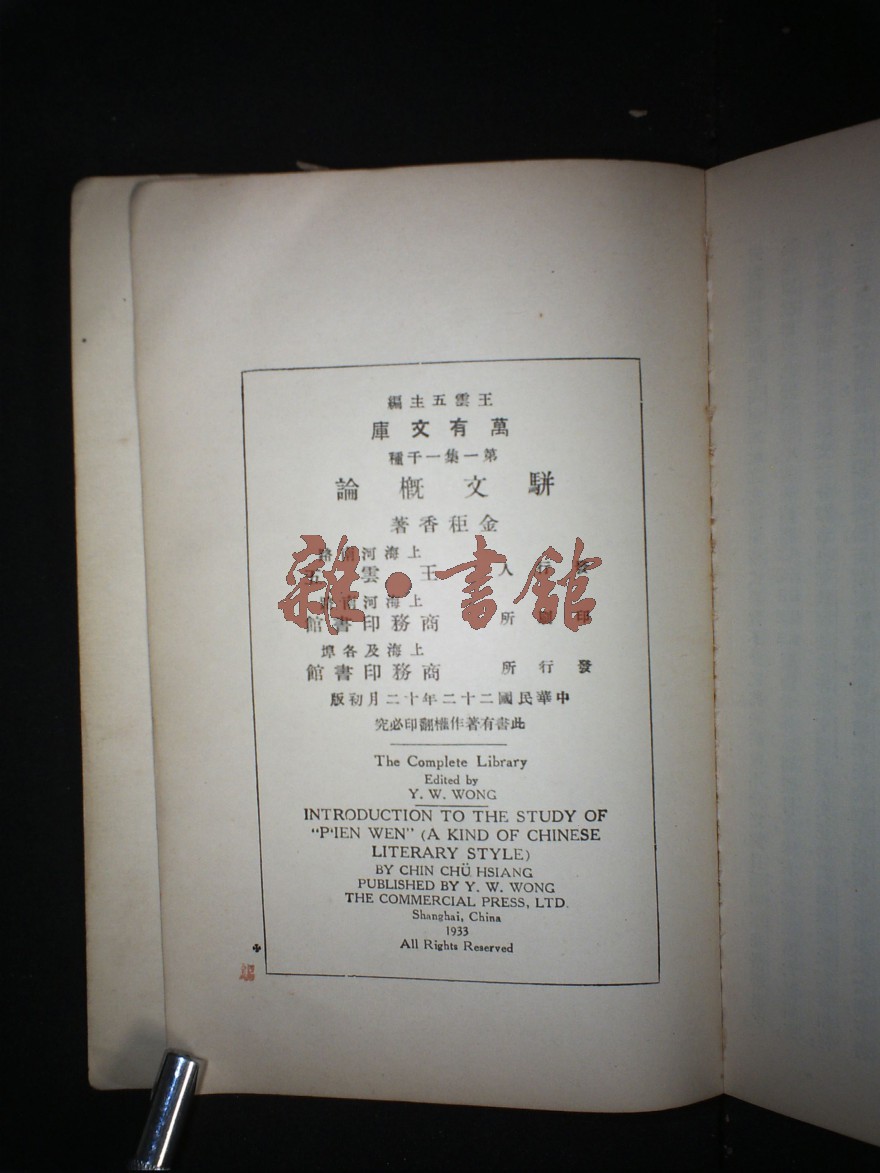 王雲五主編
萬有文庫
第一集一千種
駢文概論
金秬香著
上海河南路
發行人 王雲五
上海河南路
印刷所 商務印書館
上海及各埠
發行所 商務印書館
中華民國二十二年十二月初版
此書有著作權翻印必究
The Complete Library
Edited by
Y. W. WONG
INTRODUCTION TO THE STUDY OF
"P'IEN WEN" (A KIND OF CHINESE
LITERARY STYLE)
BY CHIN CHÜ HSIANG
PUBLISHED BY Y. W. WONG
THE COMMERCIAL PRESS, LTD.
Shanghai, China
1933
All Rights Reserved
雜·書館